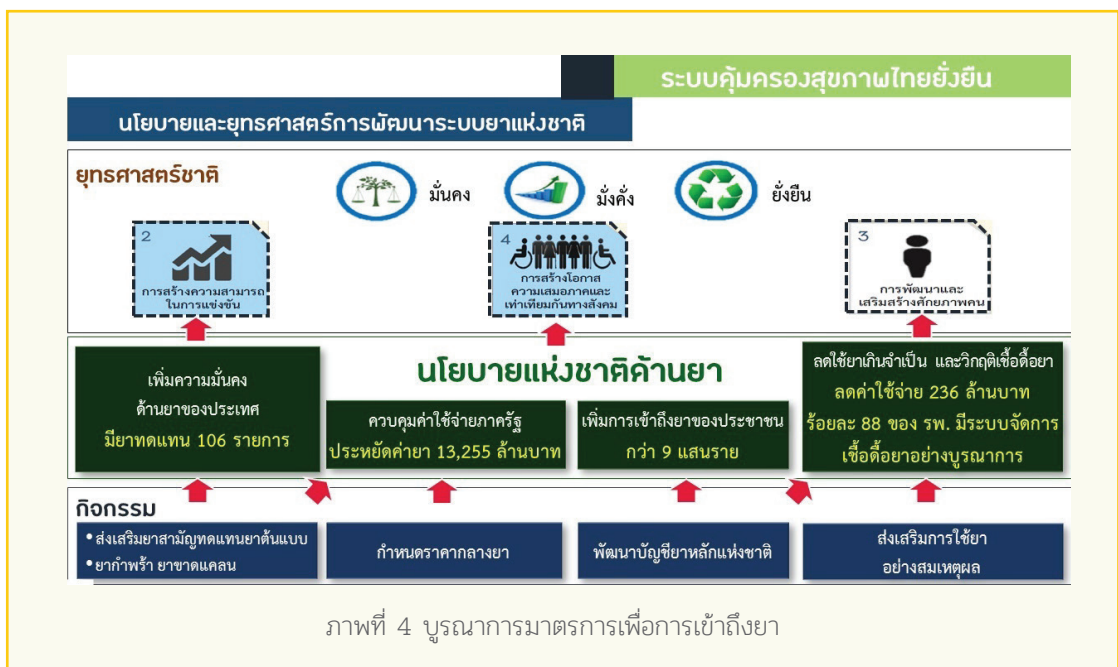 ระบบคุ้มครองสุขภาพไทยยั่งยืน
นโยบายและยุทธศาสตร์การพัฒนาระบบยาแห่งชาติ
ยุทธศาสตร์ชาติ
มั่นคง
มั่งคั่ง
ยั่งยืน
2
การสร้างความสามารถ
ในการแข่งขัน
4
การสร้างโอกาส
ความเสมอภาคและ
เท่าเทียมกันทางสังคม
3
การพัฒนาและ
เสริมสร้างศักยภาพคน
นโยบายแห่งชาติด้านยา
เพิ่มความมั่นคง
ด้านยาของประเทศ
มียาทดแทน 106 รายการ
ควบคุมค่าใช้จ่ายภาครัฐ
ประหยัดค่ายา 13,255 ล้านบาท
เพิ่มการเข้าถึงยาของประชาชน
กว่า 9 แสนราย
ลดใช้ยาเกินจำเป็น และวิกฤติเชื้อดื้อยา
ลดค่าใช้จ่าย 236 ล้านบาท
ร้อยละ 88 ของ รพ. มีระบบจัดการ
เชื้อดื้อยาอย่างบูรณาการ
กิจกรรม
•ส่งเสริมยาสามัญทดแทนยาต้นแบบ
•ยากำพร้า ยาขาดแคลน
กำหนดราคากลางยา
พัฒนาบัญชียาหลักแห่งชาติ
ส่งเสริมการใช้ยา
อย่างสมเหตุผล
ภาพที่ 4 บูรณาการมาตรการเพื่อการเข้าถึงยา